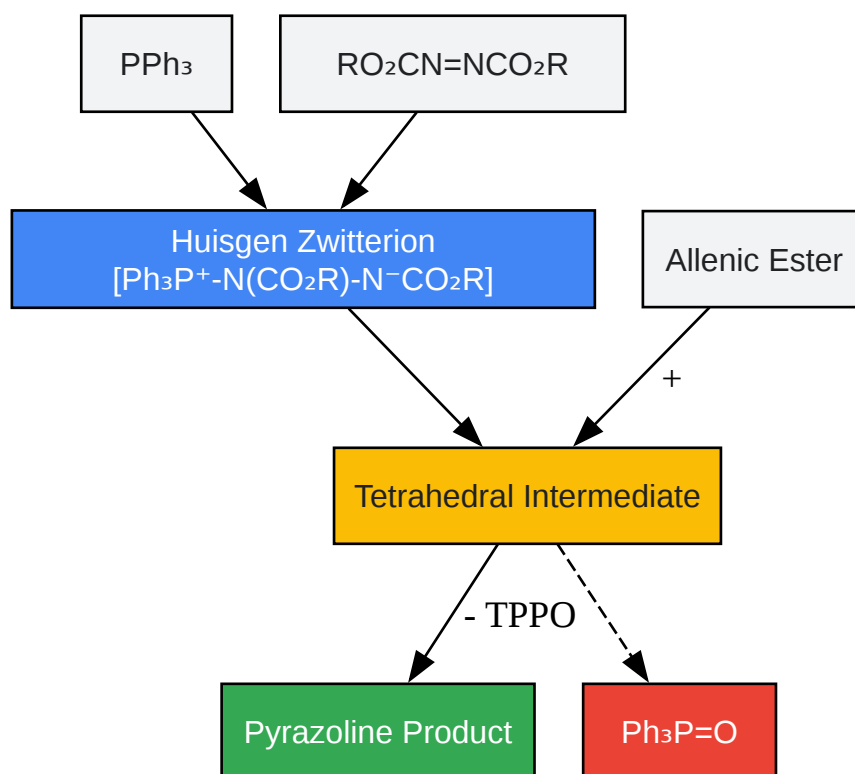 PPh₃
RO₂CN=NCO₂R
Huisgen Zwitterion
[Ph₃P⁺-N(CO₂R)-N⁻CO₂R]
Allenic Ester
+
Tetrahedral Intermediate
- TPPO
Pyrazoline Product
Ph₃P=O